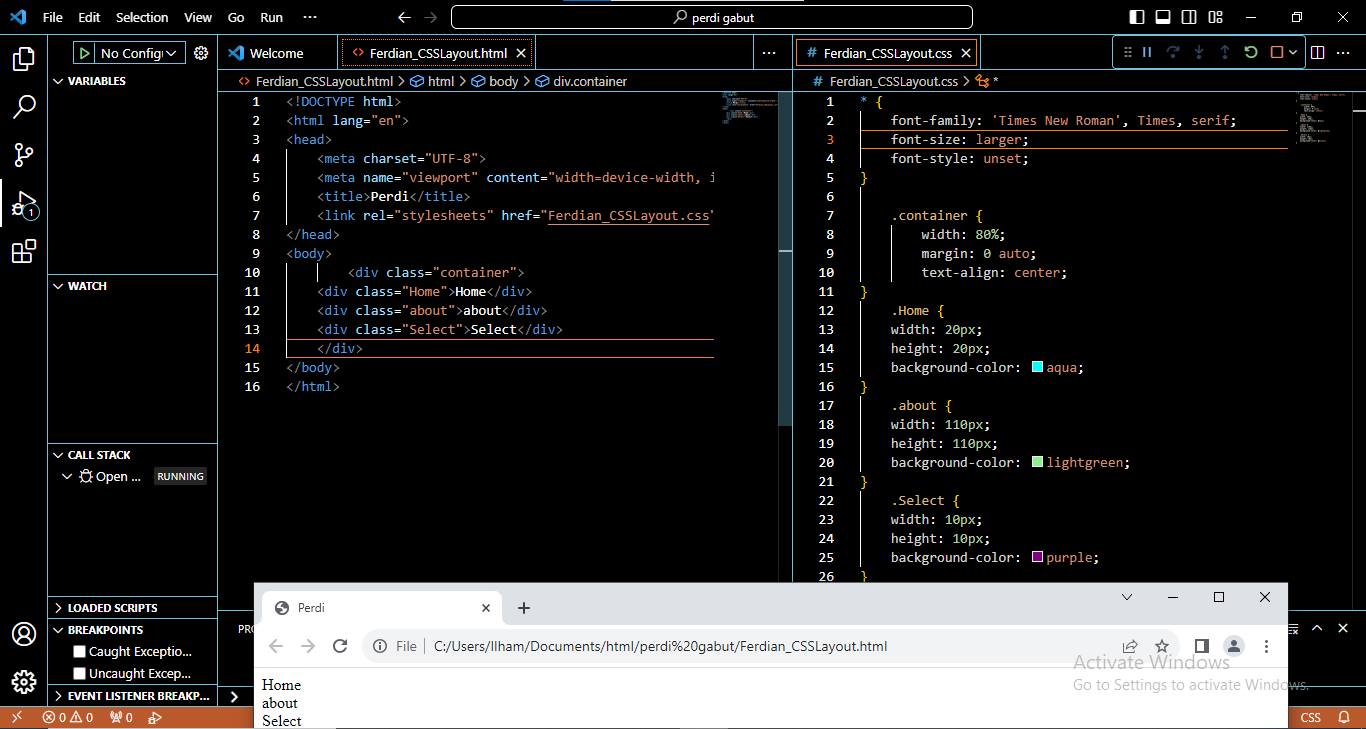 File Edit Selection View Go Run ··· perdi gabut
No Configu
Welcome
Ferdian_CSSLayout.html
Ferdian_CSSLayout.css
VARIABLES
WATCH
CALL STACK
Open ... RUNNING
LOADED SCRIPTS
BREAKPOINTS
Caught Exceptio...
Uncaught Excep...
EVENT LISTENER BREAKP...
1
Ferdian_CSSLayout.html > html > body > div.container
1 <!DOCTYPE html>
2 <html lang="en">
3 <head>
4 <meta charset="UTF-8">
5 <meta name="viewport" content="width=device-width, i
6 <title>Perdi</title>
7 <link rel="stylesheets" href="Ferdian_CSSLayout.css"
8 </head>
9 <body>
10 <div class="container">
11 <div class="Home">Home</div>
12 <div class="about">about</div>
13 <div class="Select">Select</div>
14 </div>
15 </body>
16 </html>
Ferdian_CSSLayout.css > *
1 * {
2 font-family: 'Times New Roman', Times, serif;
3 font-size: larger;
4 font-style: unset;
5 }
6
7 .container {
8 width: 80%;
9 margin: 0 auto;
10 text-align: center;
11 }
12 .Home {
13 width: 20px;
14 height: 20px;
15 background-color: aqua;
16 }
17 .about {
18 width: 110px;
19 height: 110px;
20 background-color: lightgreen;
21 }
22 .Select {
23 width: 10px;
24 height: 10px;
25 background-color: purple;
26 }
PRO
Perdi
File C:/Users/Ilham/Documents/html/perdi%20gabut/Ferdian_CSSLayout.html
Home
about
Select
Activate Windows
Go to Settings to activate Windows.
0 0 0
CSS